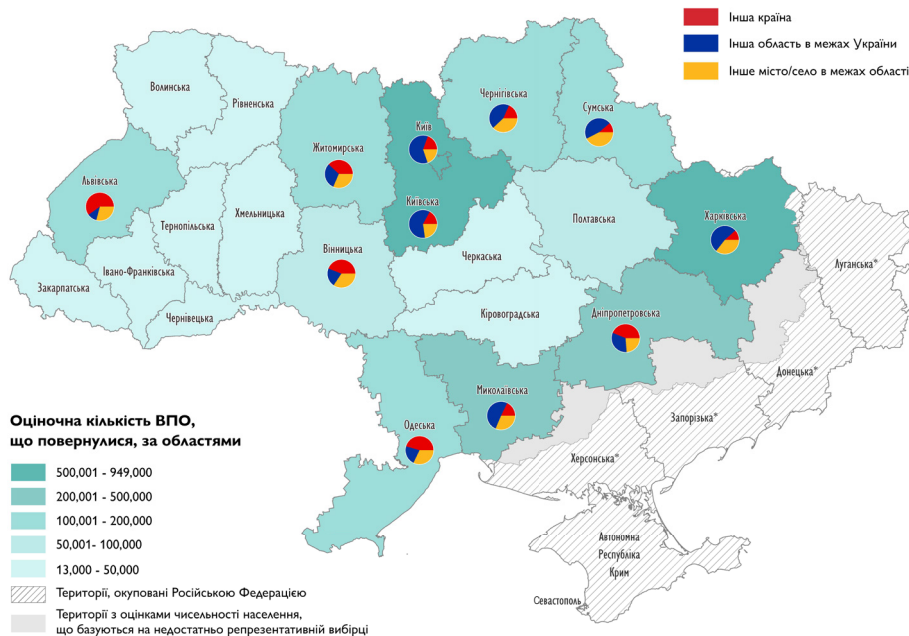 Інша країна
Інша область в межах України
Інше місто/село в межах області
Волинська
Рівненська
Житомирська
Київ
Чернігівська
Сумська
Львівська
Тернопільська
Хмельницька
Київська
Полтавська
Харківська
Луганська*
Івано-Франківська
Закарпатська
Чернівецька
Вінницька
Черкаська
Кіровоградська
Дніпропетровська
Донецька*
Миколаївська
Запорізька*
Одеська
Херсонська*
Автономна
Республіка
Крим
Севастополь
Оціночна кількість ВПО,
що повернулися, за областями
500,001 - 949,000
200,001 - 500,000
100,001 - 200,000
50,001- 100,000
13,000 - 50,000
Території, окуповані Російською Федерацією
Території з оцінками чисельності населення,
що базуються на недостатньо репрезентативній вибірці